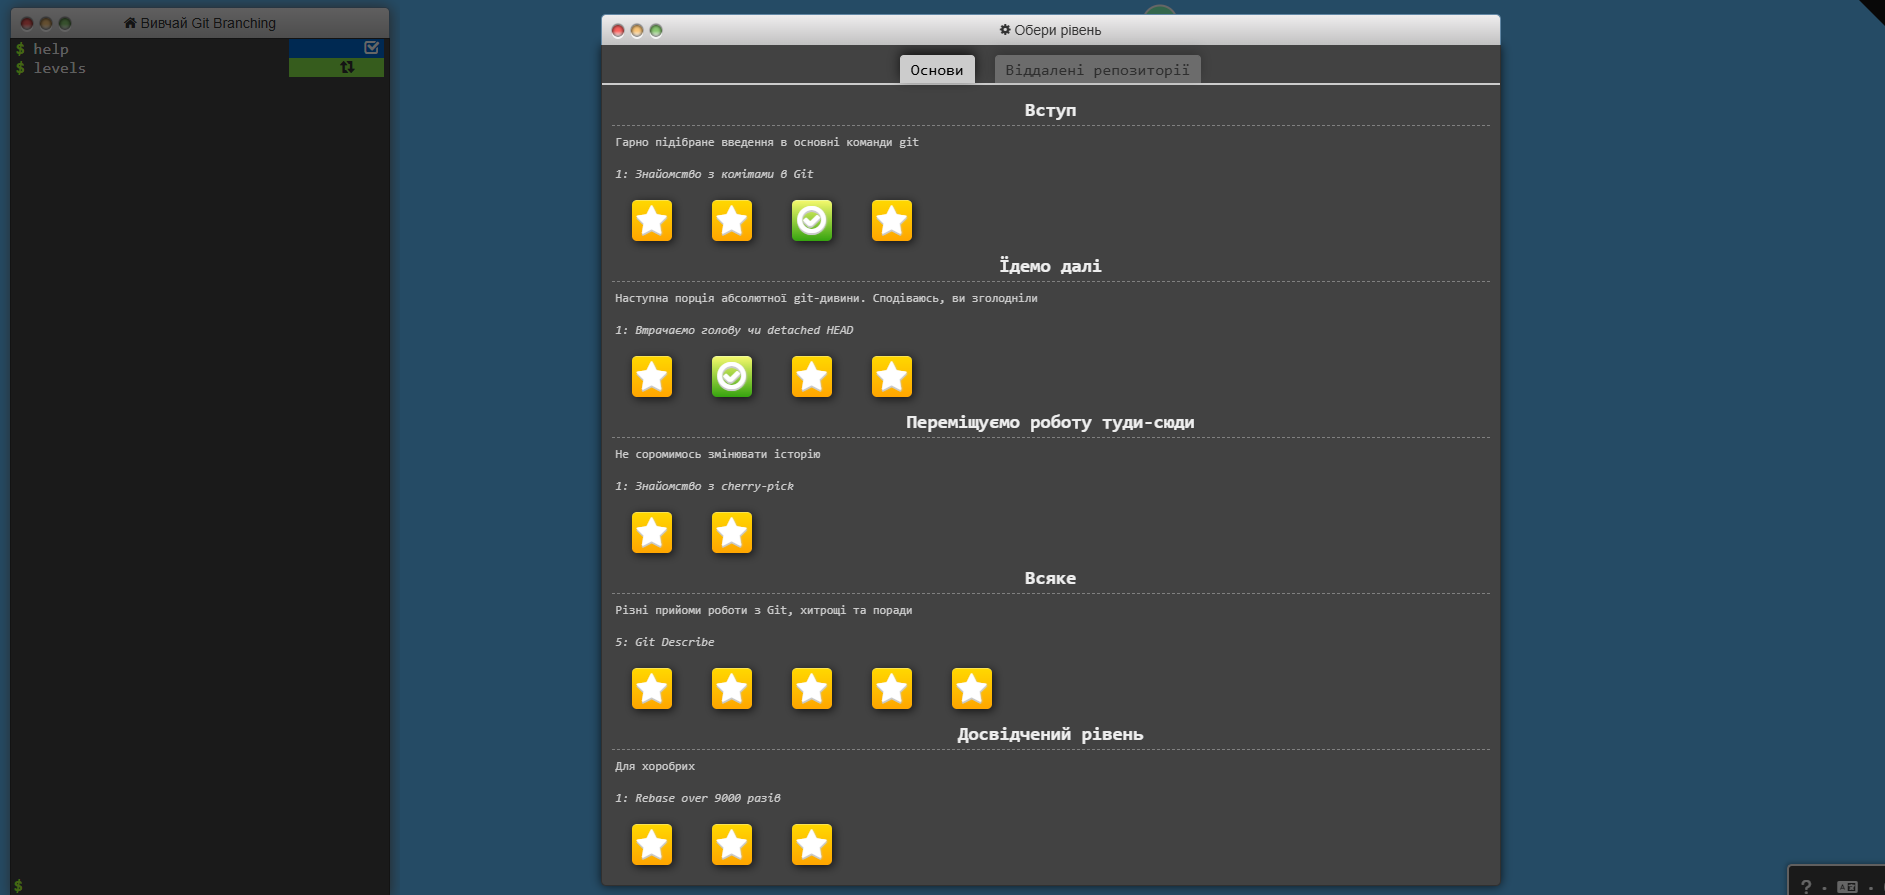 Вивчай Git Branching
$ help
$ levels
$
Обери рівень
Основи
Віддалені репозиторії
Вступ
Гарно підібране введення в основні команди git
1: Знайомство з комітами в Git
Їдемо далі
Наступна порція абсолютної git-дивини. Сподіваюсь, ви зголодніли
1: Втрачаємо голову чи detached HEAD
Переміщуємо роботу туди-сюди
Не соромимось змінювати історію
1: Знайомство з cherry-pick
Всяке
Різні прийоми роботи з Git, хитрощі та поради
5: Git Describe
Досвідчений рівень
Для хоробрих
1: Rebase over 9000 разів
?